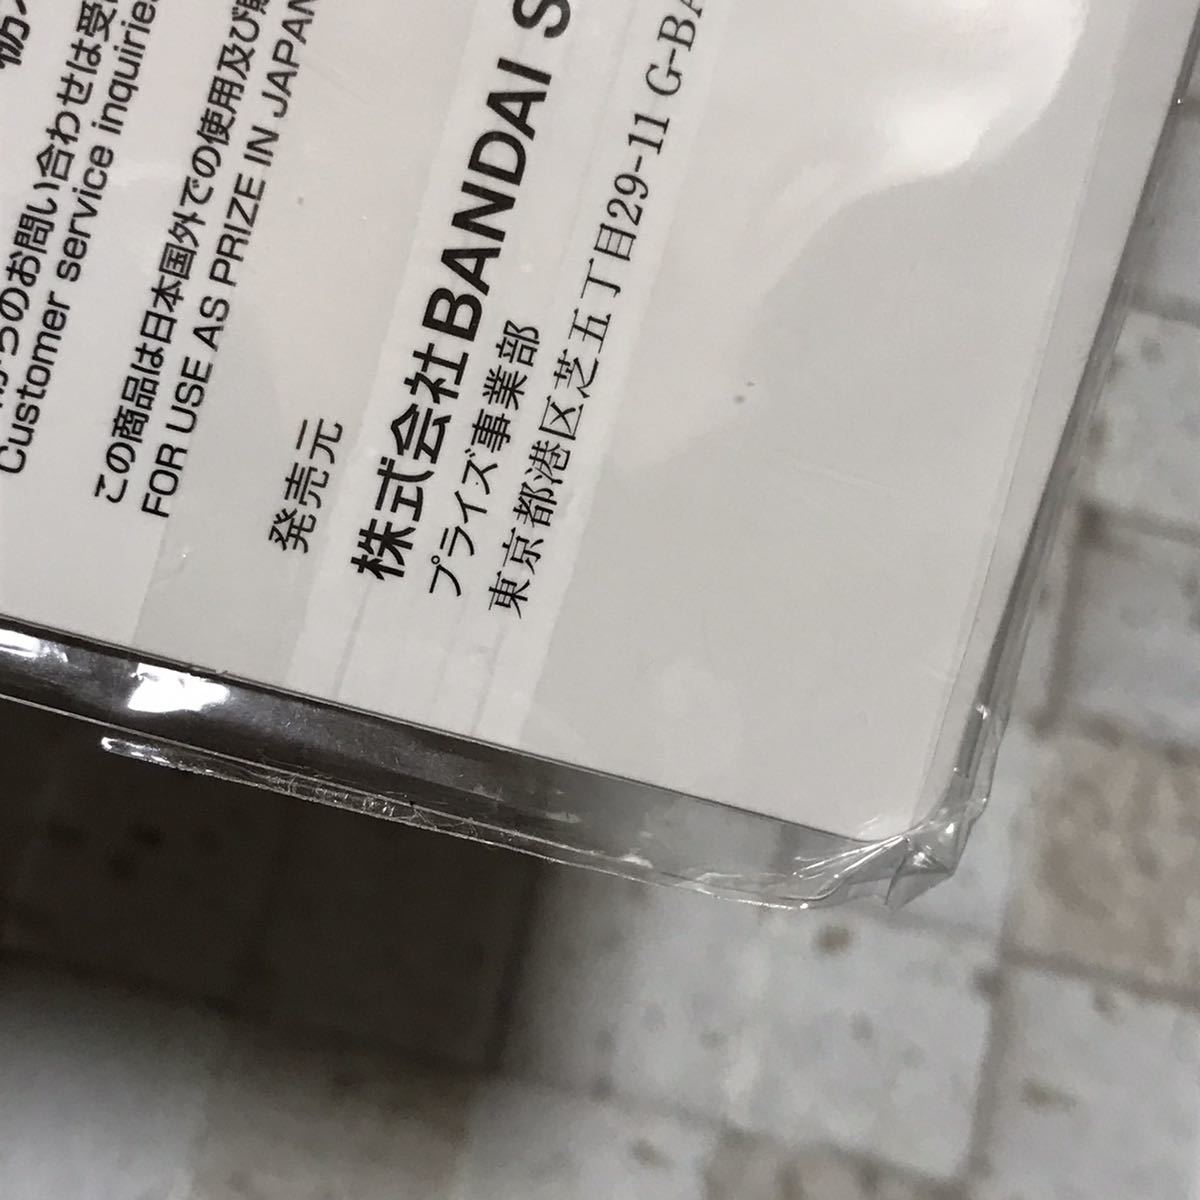 らのお問い合わせは受
Customer service inquiries
この商品は日本国外での使用及び販
FOR USE AS PRIZE IN JAPAN
発売元
株式会社BANDAI S
プライズ事業部
東京都港区芝五丁目29-11 G-BA